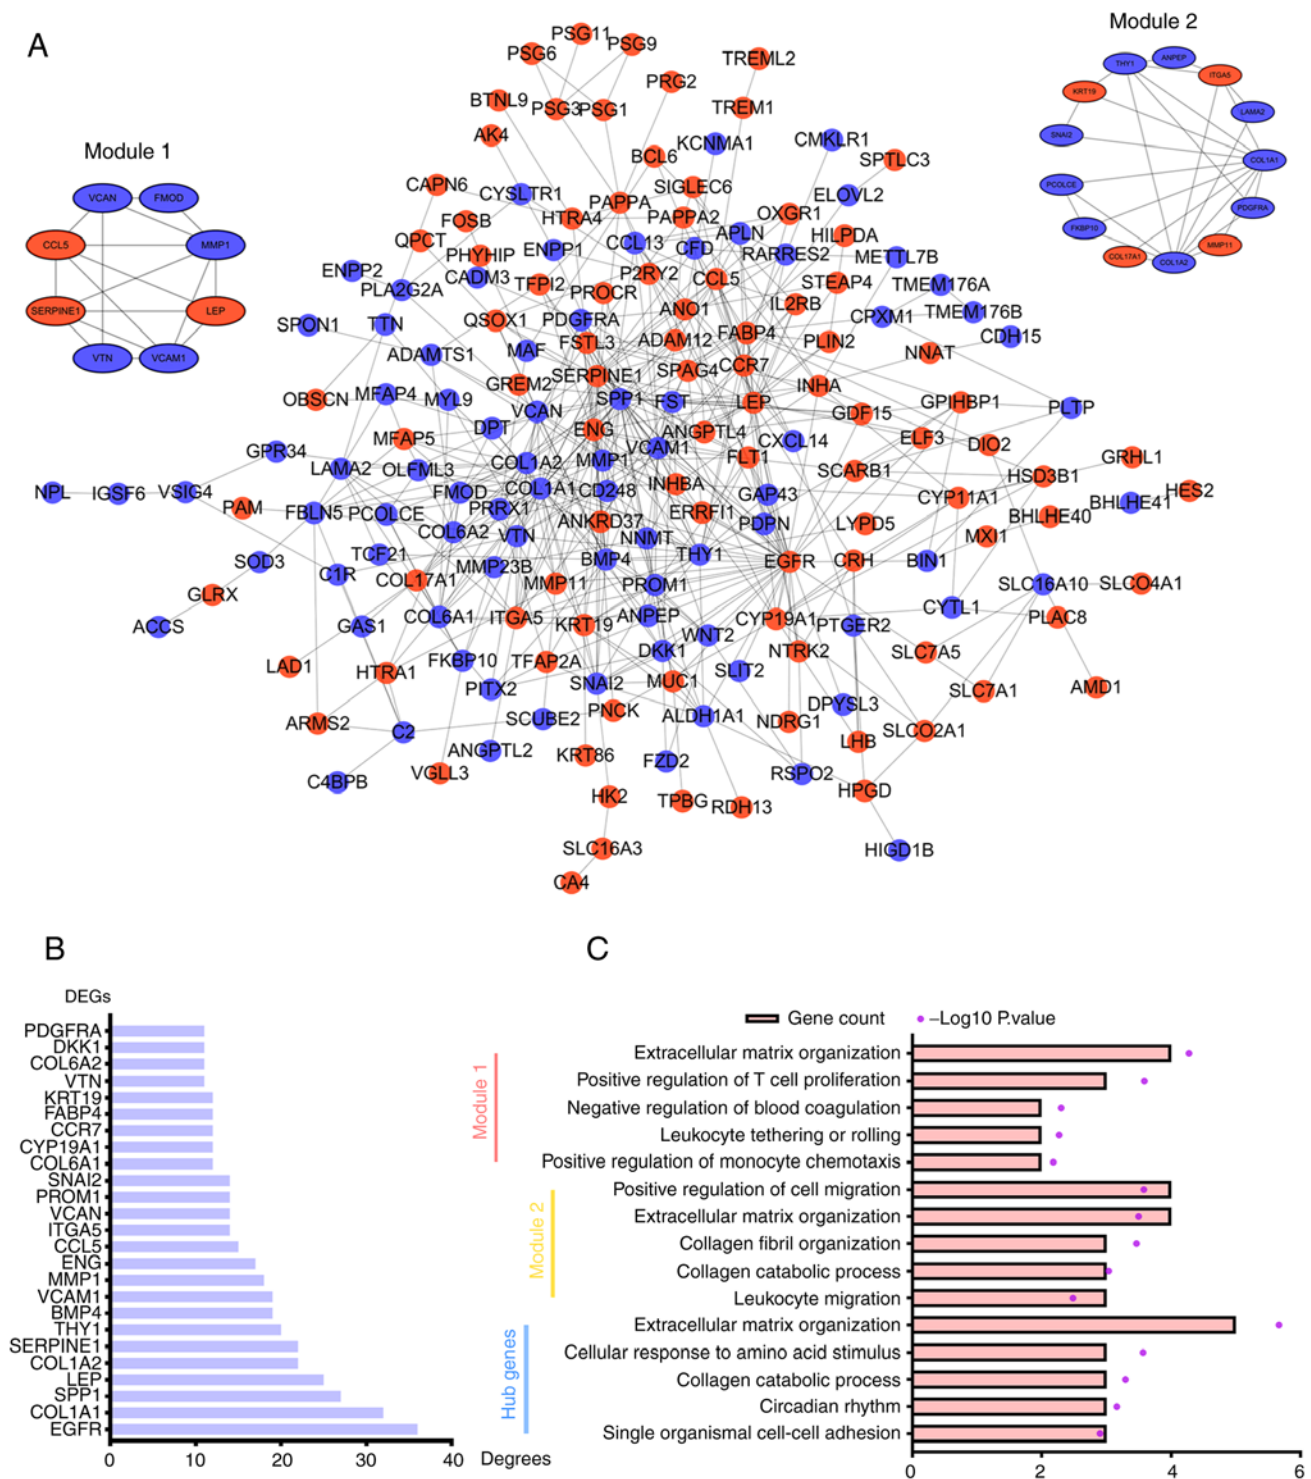 A
Module 1
VCAN FMOD
CCL5 MMP1
SERPINE1 LEP
VTN VCAM1
Module 2
THY1 ANPEP
ITGA5
KRT19
LAMA2
SNAI2
COL1A1
PCOLCE
PDGFRA
FKBP10
MMP11
COL17A1 COL1A2
PSG11
PSG6 PSG9
TREML2
PRG2
BTNL9 PSG3 PSG1 TREM1
AK4 KCNMA1 CMKLR1
BCL6 SPTLC3
CAPN6 CYSLTR1 SIGLEC6 ELOVL2
PAPPA
FOSB HTRA4 PAPPA2 OXGR1
QPCT APLN HILPDA
PHYHIP ENPP1 CCL13 CFD RARRES2 METTL7B
ENPP2 CADM3 P2RY2 CCL5 STEAP4
PLA2G2A TFPI2 PROCR TMEM176A
ANO1 IL2RB
SPON1 TTN QSOX1 PDGFRA CPXM1 TMEM176B
FSTL3 ADAM12 FABP4 PLIN2 CDH15
ADAMTS1 MAF NNAT
SERPINE1 SPAG4 CCR7
GREM2 INHA
OBSCN MFAP4 MYL9 SPP1 FST LEP GPIHBP1 PLTP
VCAN GDF15
DPT ENG ANGPTL4
MFAP5 CXCL14 ELF3 DIO2
GPR34 VCAM1
LAMA2 OLFML3 COL1A2 MMP1 FLT1 GRHL1
SCARB1 HSD3B1
NPL IGSF6 VSIG4 FMOD COL1A1 CD248 INHBA GAP43 CYP11A1 HES2
PAM BHLHE41
FBLN5 PCOLCE PRRX1 ERRFI1 BHLHE40
ANKRD37 PDPN LYPD5
COL6A2 VTN NNMT MXI1
TCF21 THY1
SOD3 MMP23B BMP4 EGFR CRH BIN1
C1R COL17A1 MMP11 PROM1 SLC16A10 SLCO4A1
GLRX
ACCS GAS1 COL6A1 ITGA5 KRT19 ANPEP CYP19A1 PTGER2 CYTL1 PLAC8
WNT2
LAD1 HTRA1 FKBP10 TFAP2A DKK1 NTRK2 SLC7A5
SLIT2
PITX2 SNAI2 MUC1 SLC7A1 AMD1
DPYSL3
ARMS2 SCUBE2 PNCK ALDH1A1 NDRG1 SLCO2A1
C2 LHB
ANGPTL2 KRT86 FZD2
C4BPB VGLL3 RSPO2
HPGD
HK2 TPBG RDH13
SLC16A3 HIGD1B
CA4
B
DEGs
PDGFRA
DKK1
COL6A2
VTN
KRT19
FABP4
CCR7
CYP19A1
COL6A1
SNAI2
PROM1
VCAN
ITGA5
CCL5
ENG
MMP1
VCAM1
BMP4
THY1
SERPINE1
COL1A2
LEP
SPP1
COL1A1
EGFR
0 10 20 30 40 Degrees
C
Gene count –Log10 P.value
Module 1
Extracellular matrix organization
Positive regulation of T cell proliferation
Negative regulation of blood coagulation
Leukocyte tethering or rolling
Positive regulation of monocyte chemotaxis
Module 2
Positive regulation of cell migration
Extracellular matrix organization
Collagen fibril organization
Collagen catabolic process
Leukocyte migration
Hub genes
Extracellular matrix organization
Cellular response to amino acid stimulus
Collagen catabolic process
Circadian rhythm
Single organismal cell-cell adhesion
0 2 4 6